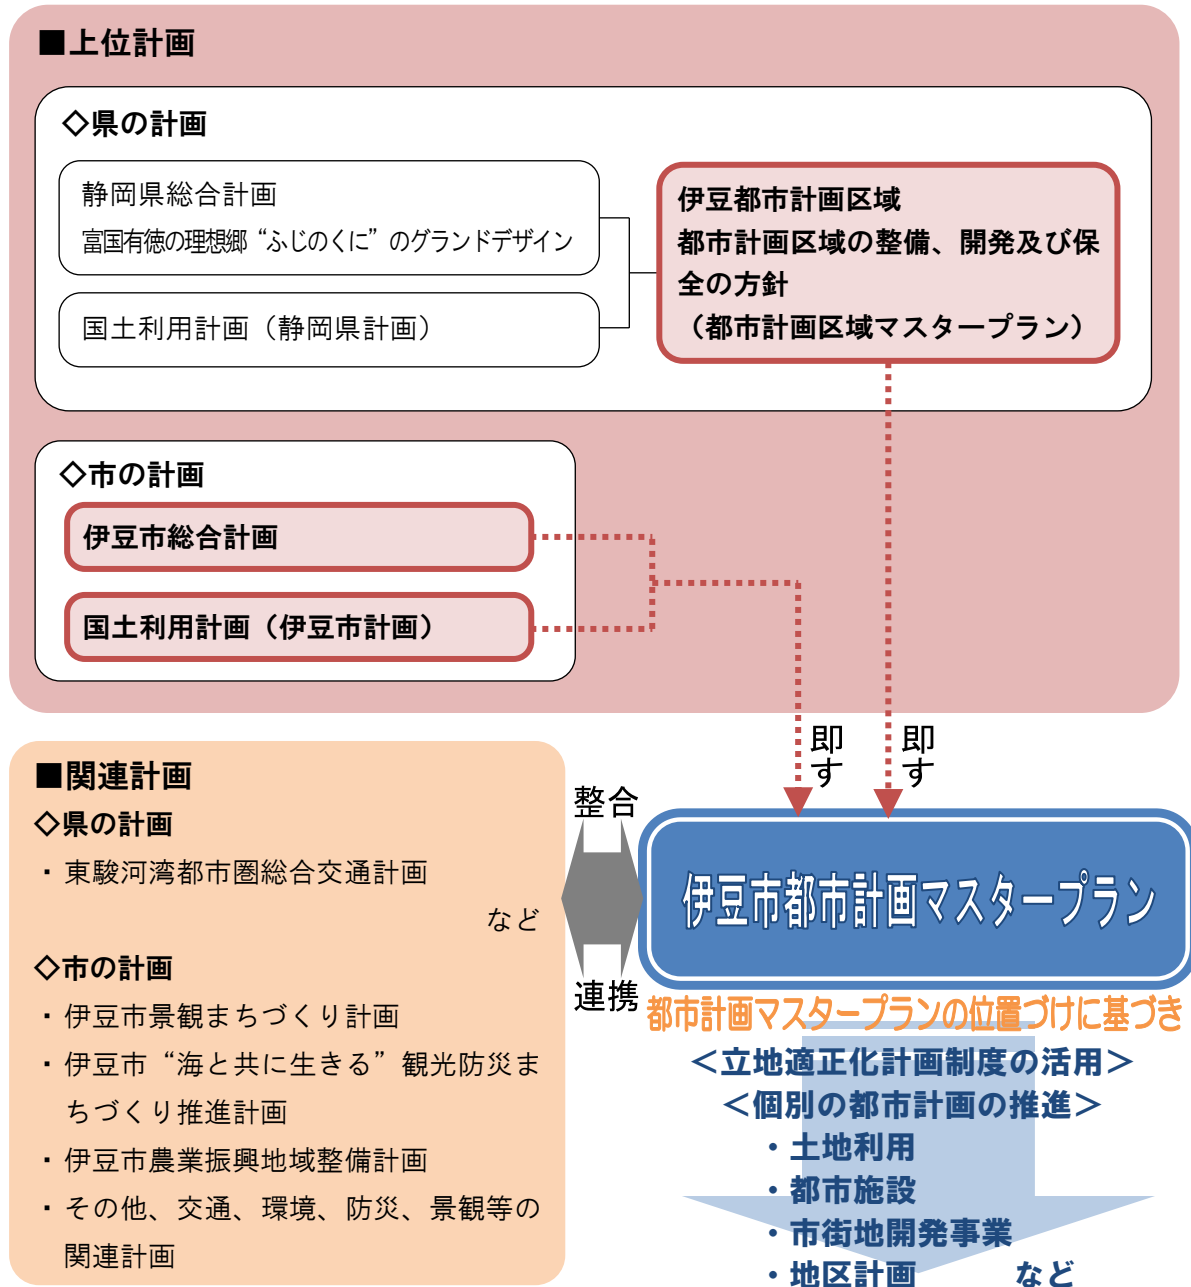 ■上位計画
◇県の計画
静岡県総合計画
富国有徳の理想郷“ふじのくに”のグランドデザイン
国土利用計画（静岡県計画）
伊豆都市計画区域
都市計画区域の整備、開発及び保
全の方針
（都市計画区域マスタープラン）
◇市の計画
伊豆市総合計画
国土利用計画（伊豆市計画）
即す
即す
■関連計画
◇県の計画
・東駿河湾都市圏総合交通計画
など
◇市の計画
・伊豆市景観まちづくり計画
・伊豆市“海と共に生きる”観光防災ま
ちづくり推進計画
・伊豆市農業振興地域整備計画
・その他、交通、環境、防災、景観等の
関連計画
整合
連携
伊豆市都市計画マスタープラン
都市計画マスタープランの位置づけに基づき
＜立地適正化計画制度の活用＞
＜個別の都市計画の推進＞
・土地利用
・都市施設
・市街地開発事業
・地区計画　　　など